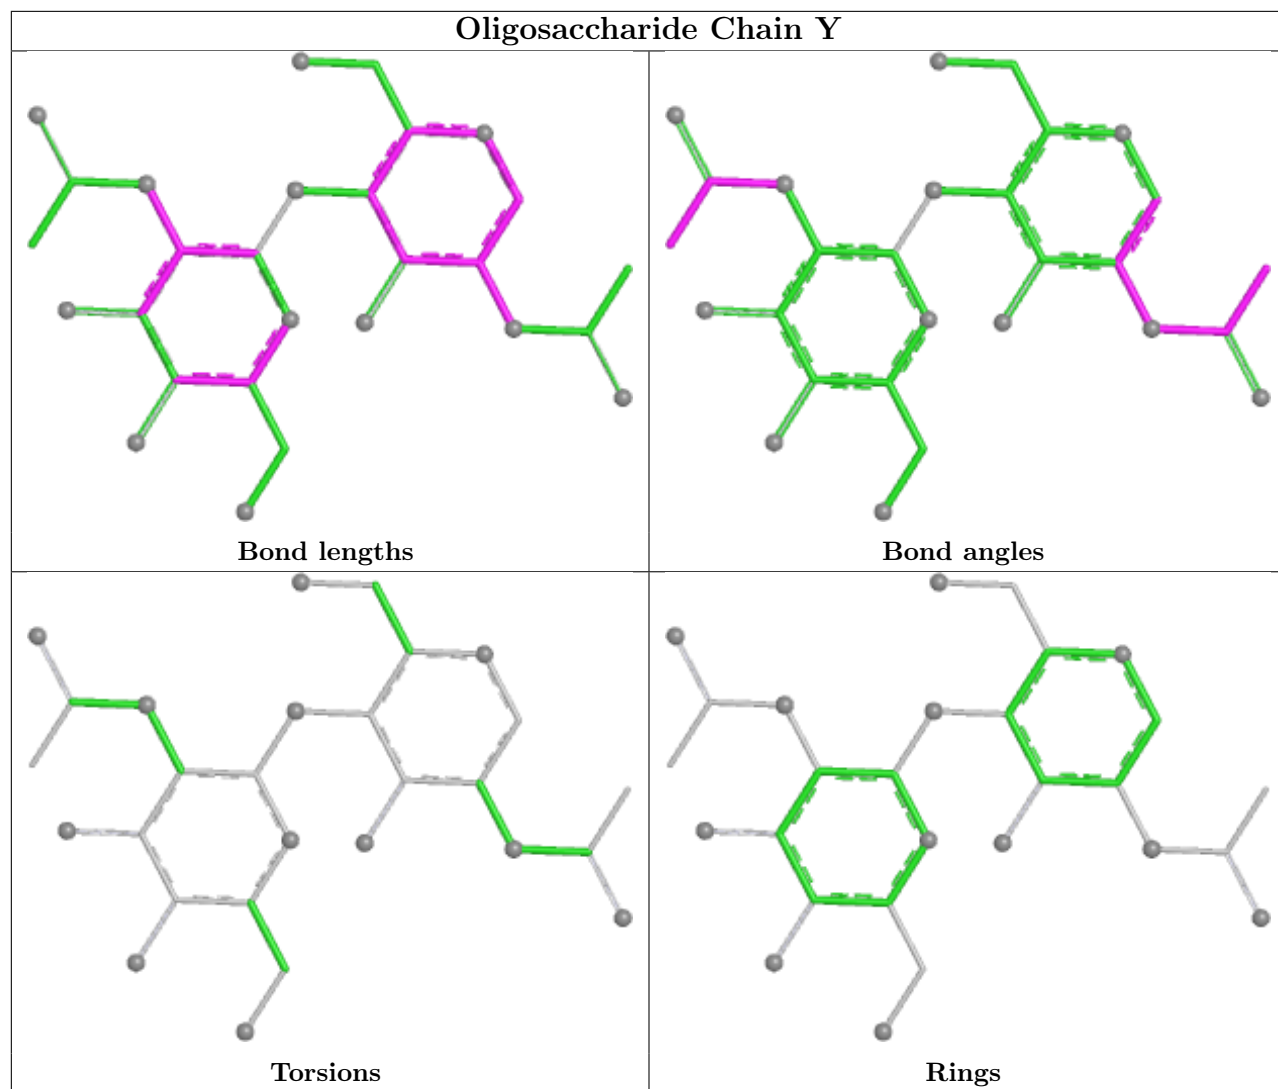 Oligosaccharide Chain Y
Bond lengths
Bond angles
Torsions
Rings